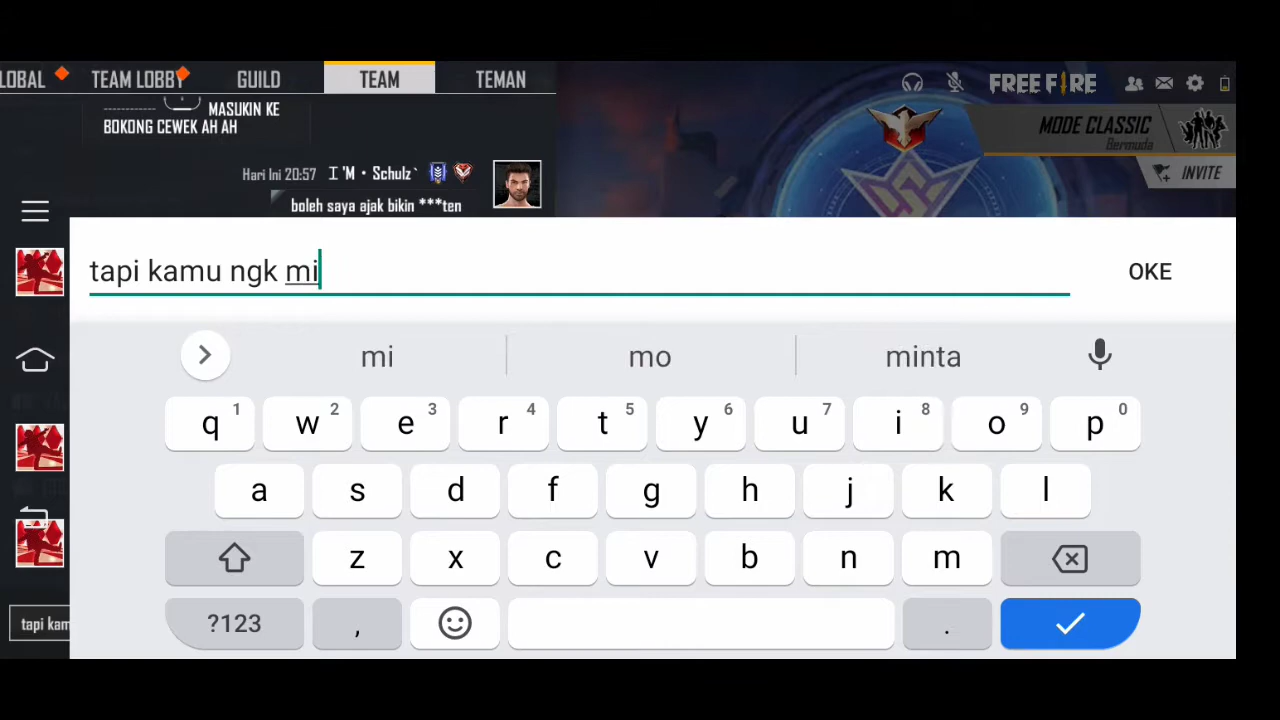 LOBAL
TEAM LOBBY
GUILD
TEAM
TEMAN
FREE FIRE
MASUKIN KE
BOKONG CEWEK AH AH
MODE CLASSIC
Bermuda
Hari Ini 20:57 I'M • Schulz`
INVITE
boleh saya ajak bikin ***ten
tapi kamu ngk mi
OKE
mi
mo
minta
q 1 w 2 e 3 r 4 t 5 y 6 u 7 i 8 o 9 p 0
a s d f g h j k l
z x c v b n m
?123 , .
tapi kam